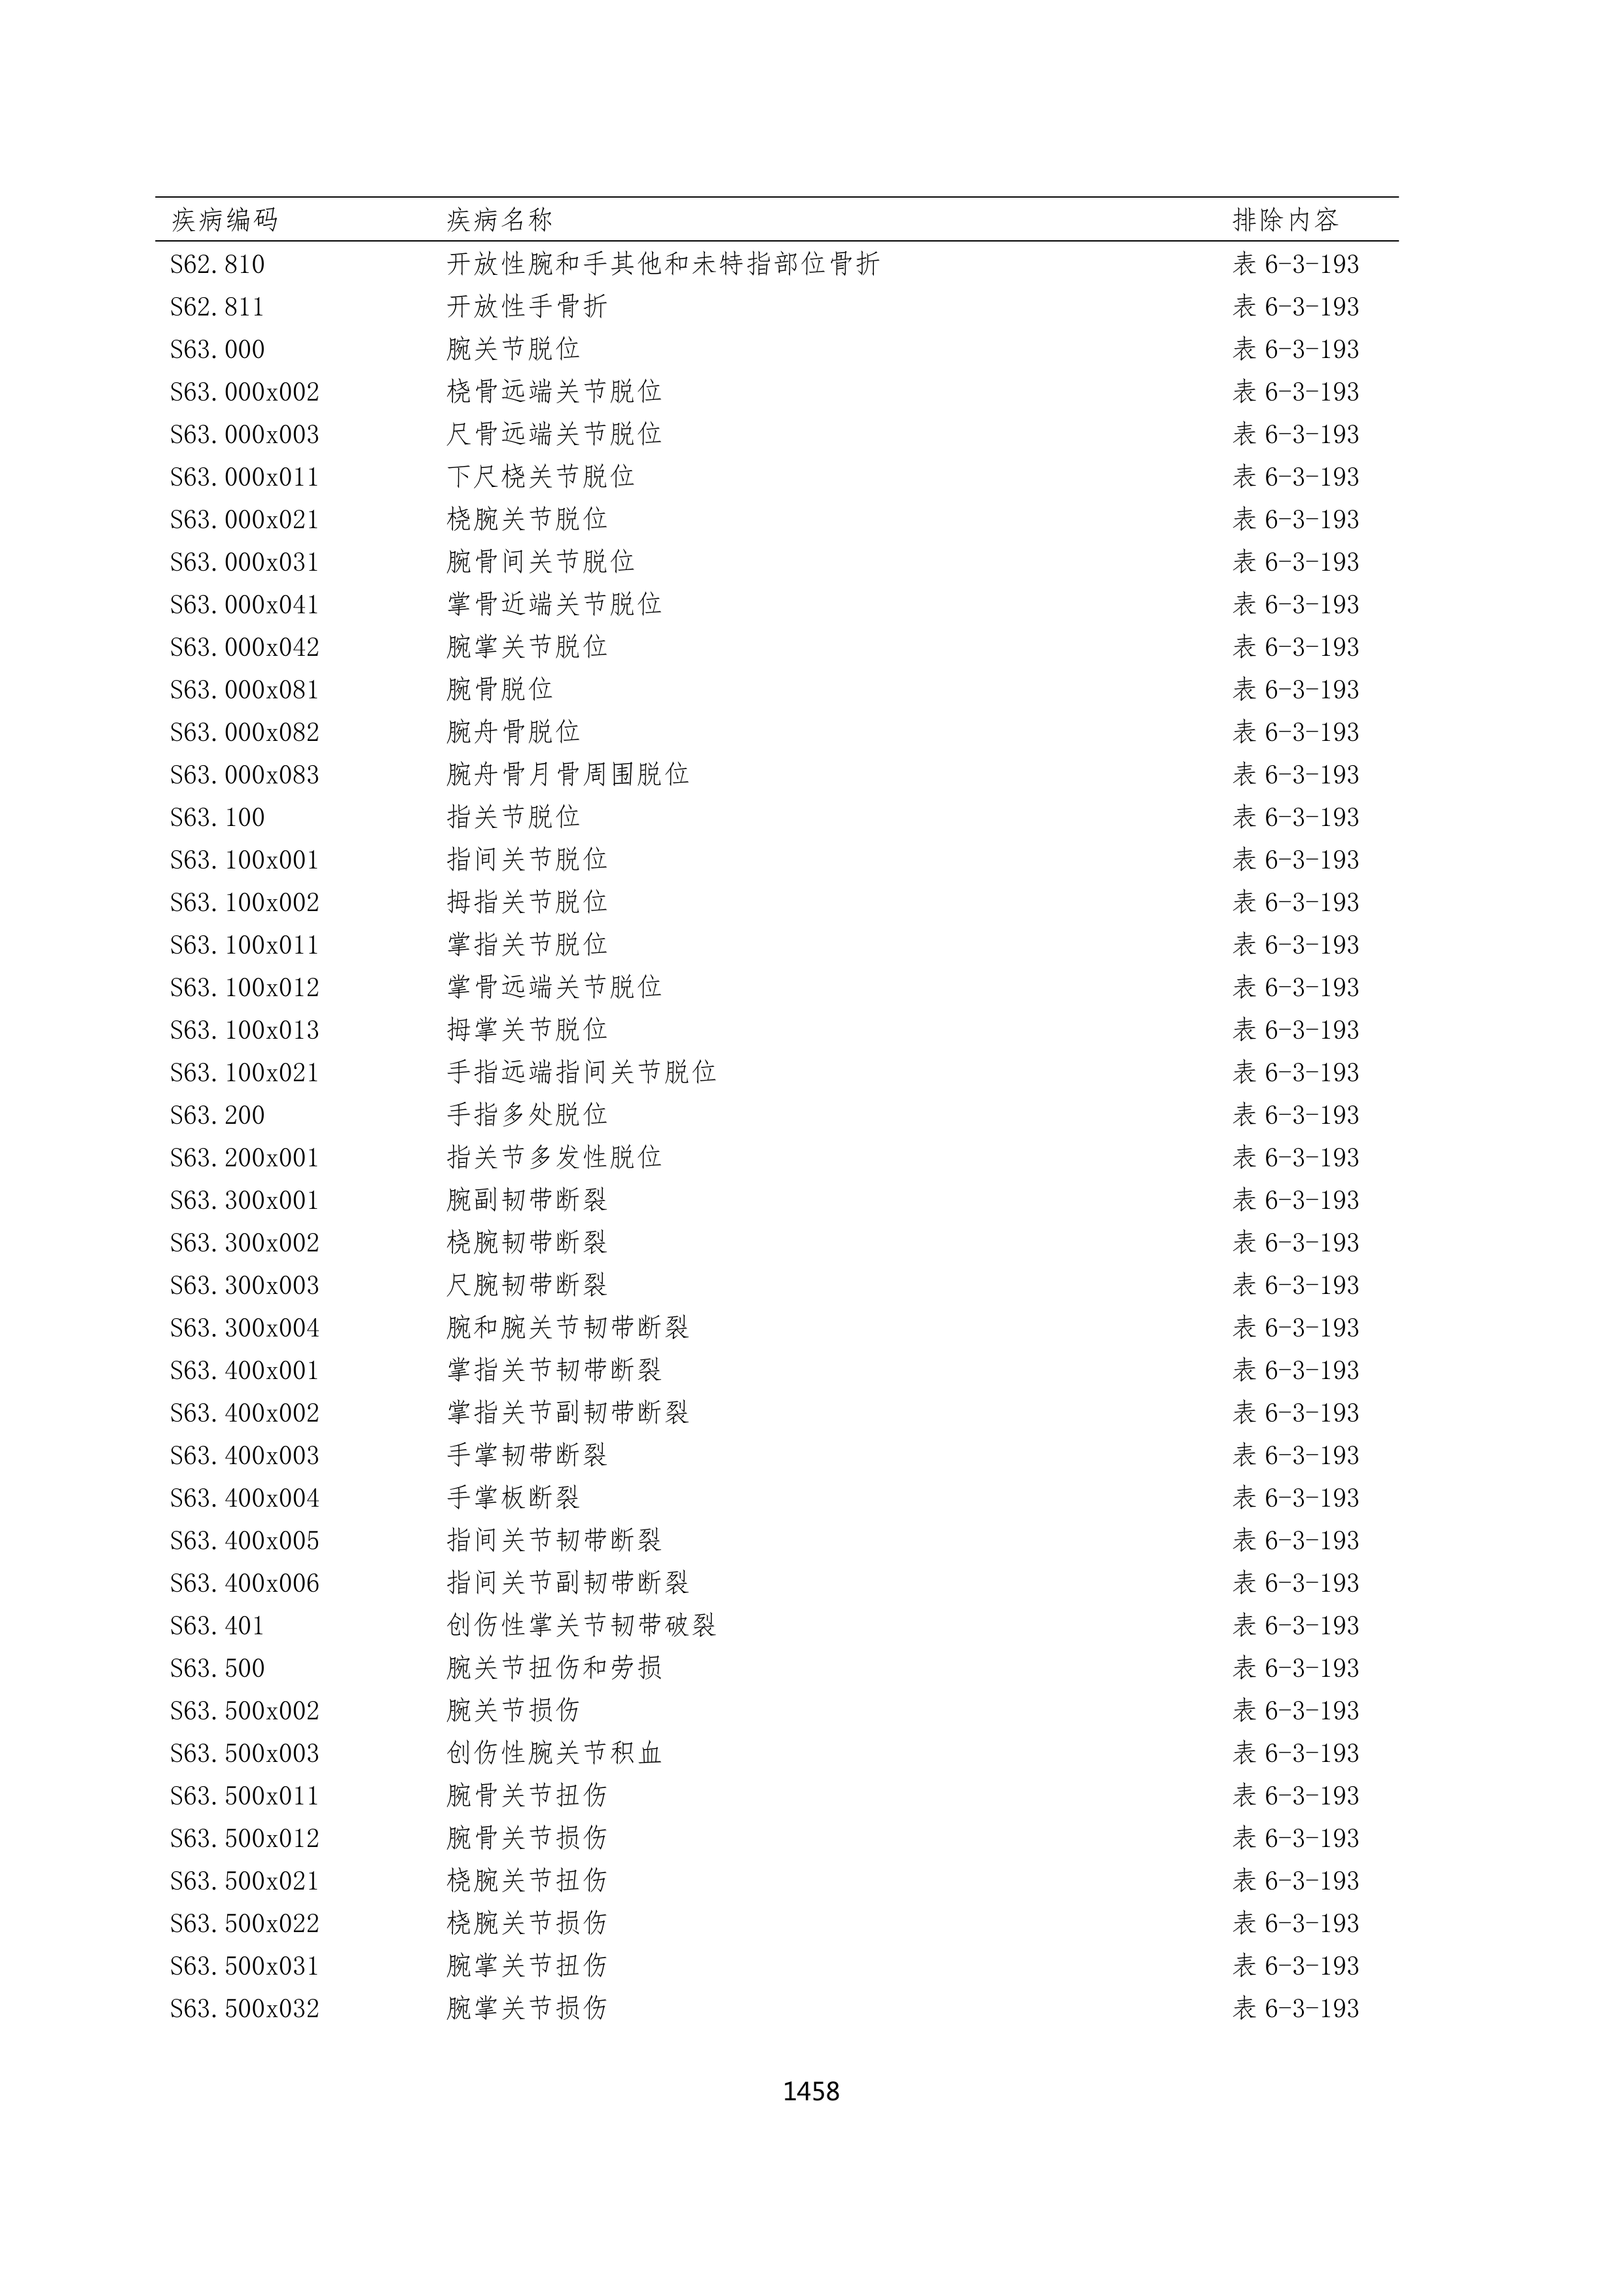 疾病编码 疾病名称 排除内容
S62.810 开放性腕和手其他和未特指部位骨折 表 6-3-193
S62.811 开放性手骨折 表 6-3-193
S63.000 腕关节脱位 表 6-3-193
S63.000x002 桡骨远端关节脱位 表 6-3-193
S63.000x003 尺骨远端关节脱位 表 6-3-193
S63.000x011 下尺桡关节脱位 表 6-3-193
S63.000x021 桡腕关节脱位 表 6-3-193
S63.000x031 腕骨间关节脱位 表 6-3-193
S63.000x041 掌骨近端关节脱位 表 6-3-193
S63.000x042 腕掌关节脱位 表 6-3-193
S63.000x081 腕骨脱位 表 6-3-193
S63.000x082 腕舟骨脱位 表 6-3-193
S63.000x083 腕舟骨月骨周围脱位 表 6-3-193
S63.100 指关节脱位 表 6-3-193
S63.100x001 指间关节脱位 表 6-3-193
S63.100x002 拇指关节脱位 表 6-3-193
S63.100x011 掌指关节脱位 表 6-3-193
S63.100x012 掌骨远端关节脱位 表 6-3-193
S63.100x013 拇掌关节脱位 表 6-3-193
S63.100x021 手指远端指间关节脱位 表 6-3-193
S63.200 手指多处脱位 表 6-3-193
S63.200x001 指关节多发性脱位 表 6-3-193
S63.300x001 腕副韧带断裂 表 6-3-193
S63.300x002 桡腕韧带断裂 表 6-3-193
S63.300x003 尺腕韧带断裂 表 6-3-193
S63.300x004 腕和腕关节韧带断裂 表 6-3-193
S63.400x001 掌指关节韧带断裂 表 6-3-193
S63.400x002 掌指关节副韧带断裂 表 6-3-193
S63.400x003 手掌韧带断裂 表 6-3-193
S63.400x004 手掌板断裂 表 6-3-193
S63.400x005 指间关节韧带断裂 表 6-3-193
S63.400x006 指间关节副韧带断裂 表 6-3-193
S63.401 创伤性掌关节韧带破裂 表 6-3-193
S63.500 腕关节扭伤和劳损 表 6-3-193
S63.500x002 腕关节损伤 表 6-3-193
S63.500x003 创伤性腕关节积血 表 6-3-193
S63.500x011 腕骨关节扭伤 表 6-3-193
S63.500x012 腕骨关节损伤 表 6-3-193
S63.500x021 桡腕关节扭伤 表 6-3-193
S63.500x022 桡腕关节损伤 表 6-3-193
S63.500x031 腕掌关节扭伤 表 6-3-193
S63.500x032 腕掌关节损伤 表 6-3-193
1458